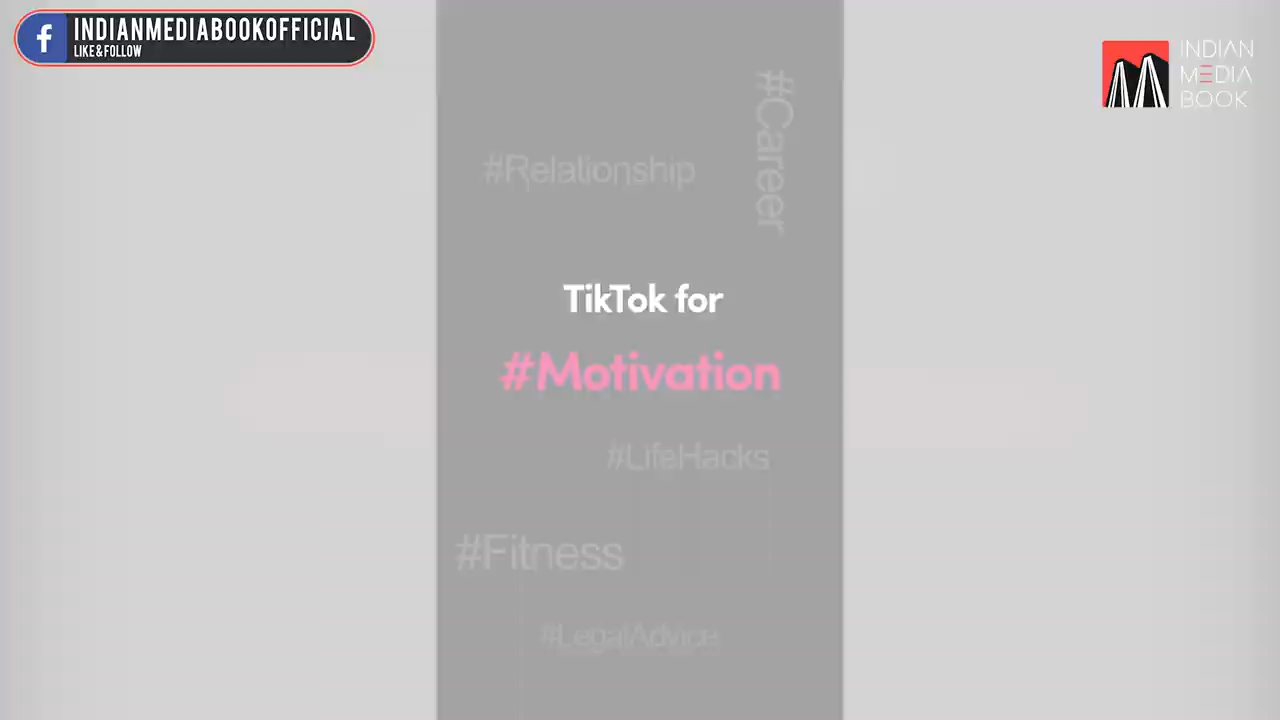 INDIANMEDIABOOKOFFICIAL
LIKE & FOLLOW
INDIAN
MEDIA
BOOK
#Career
#Relationship
TikTok for
#Motivation
#LifeHacks
#Fitness
#LegalAdvice